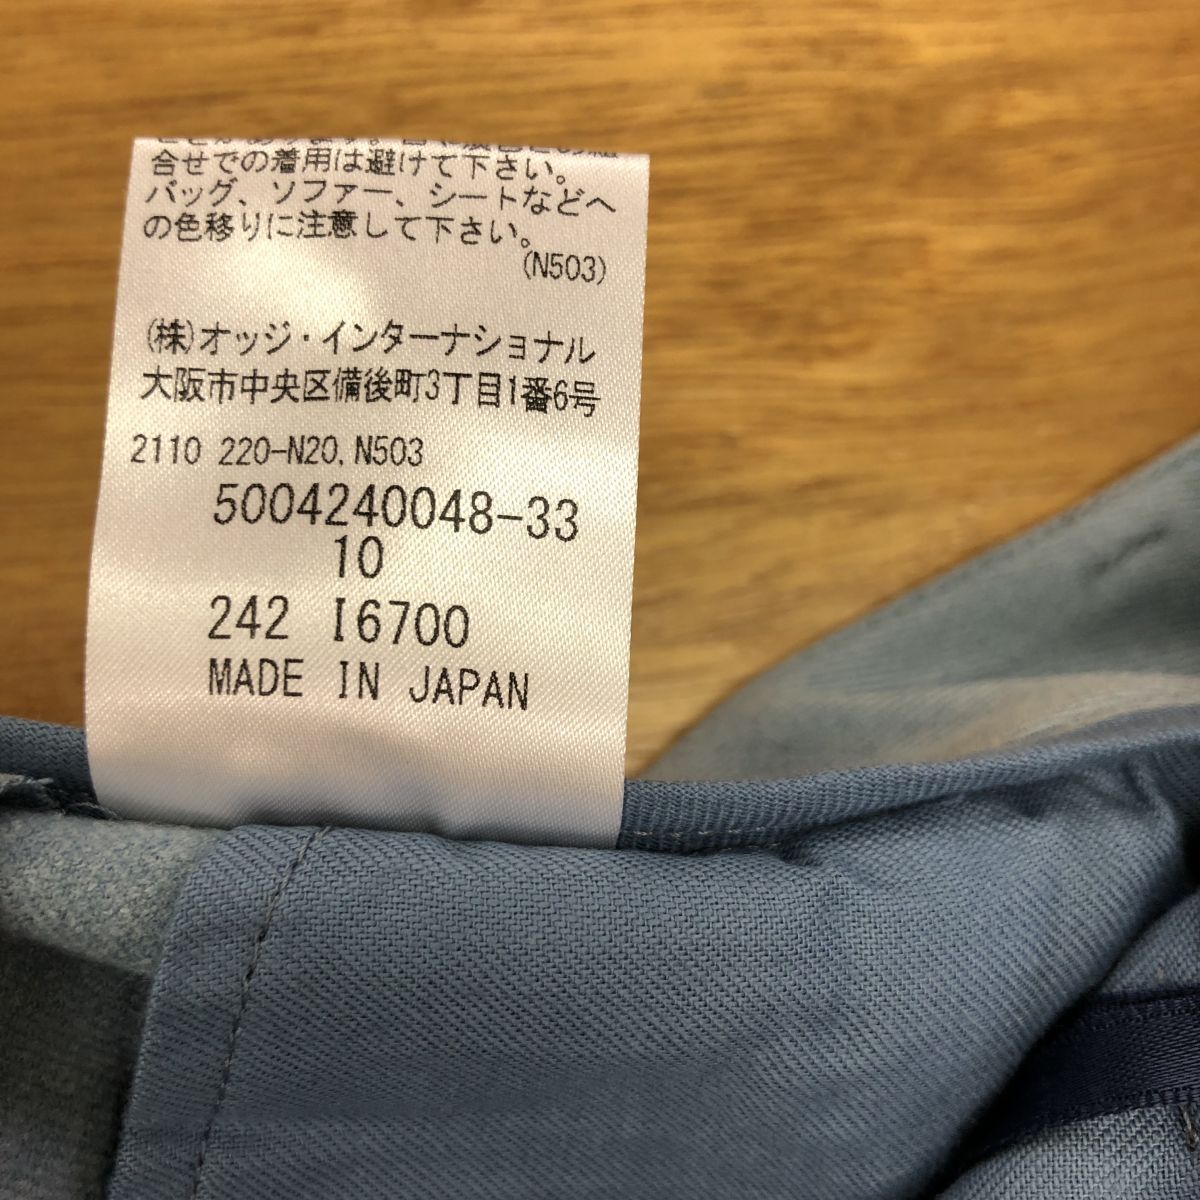 合せでの着用は避けて下さい。
バッグ、ソファー、シートなどへ
の色移りに注意して下さい。
(N503)
(株)オッジ・インターナショナル
大阪市中央区備後町3丁目1番6号
2110 220-N20, N503
5004240048-33
10
242 I6700
MADE IN JAPAN